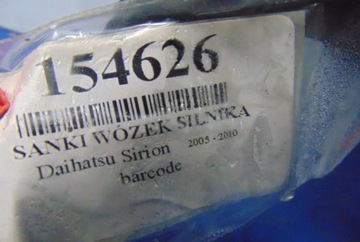 154626
SANKI WÓZEK SILNIKA
Daihatsu Sirion 2005 - 2010
barcode